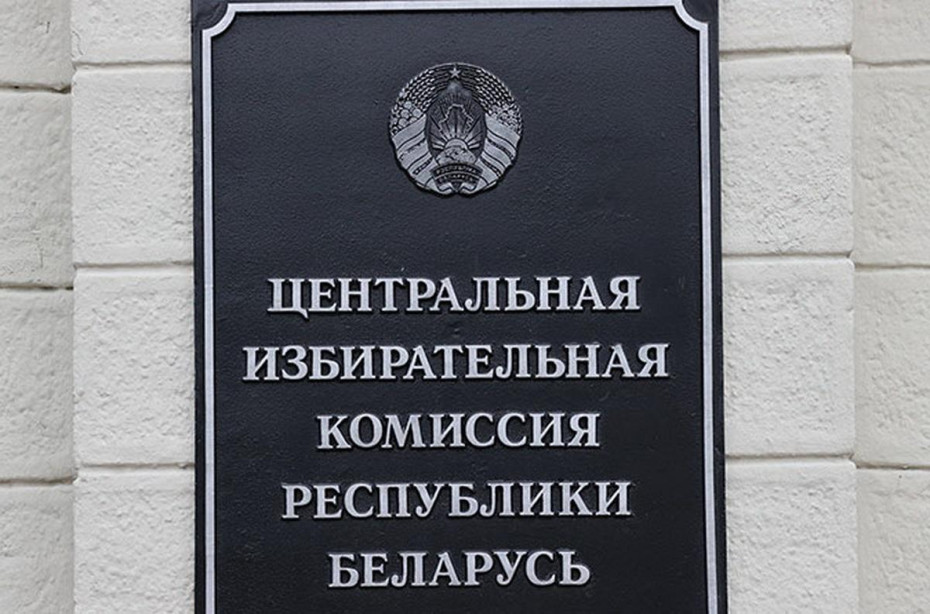 ЦЕНТРАЛЬНАЯ
ИЗБИРАТЕЛЬНАЯ
КОМИССИЯ
РЕСПУБЛИКИ
БЕЛАРУСЬ